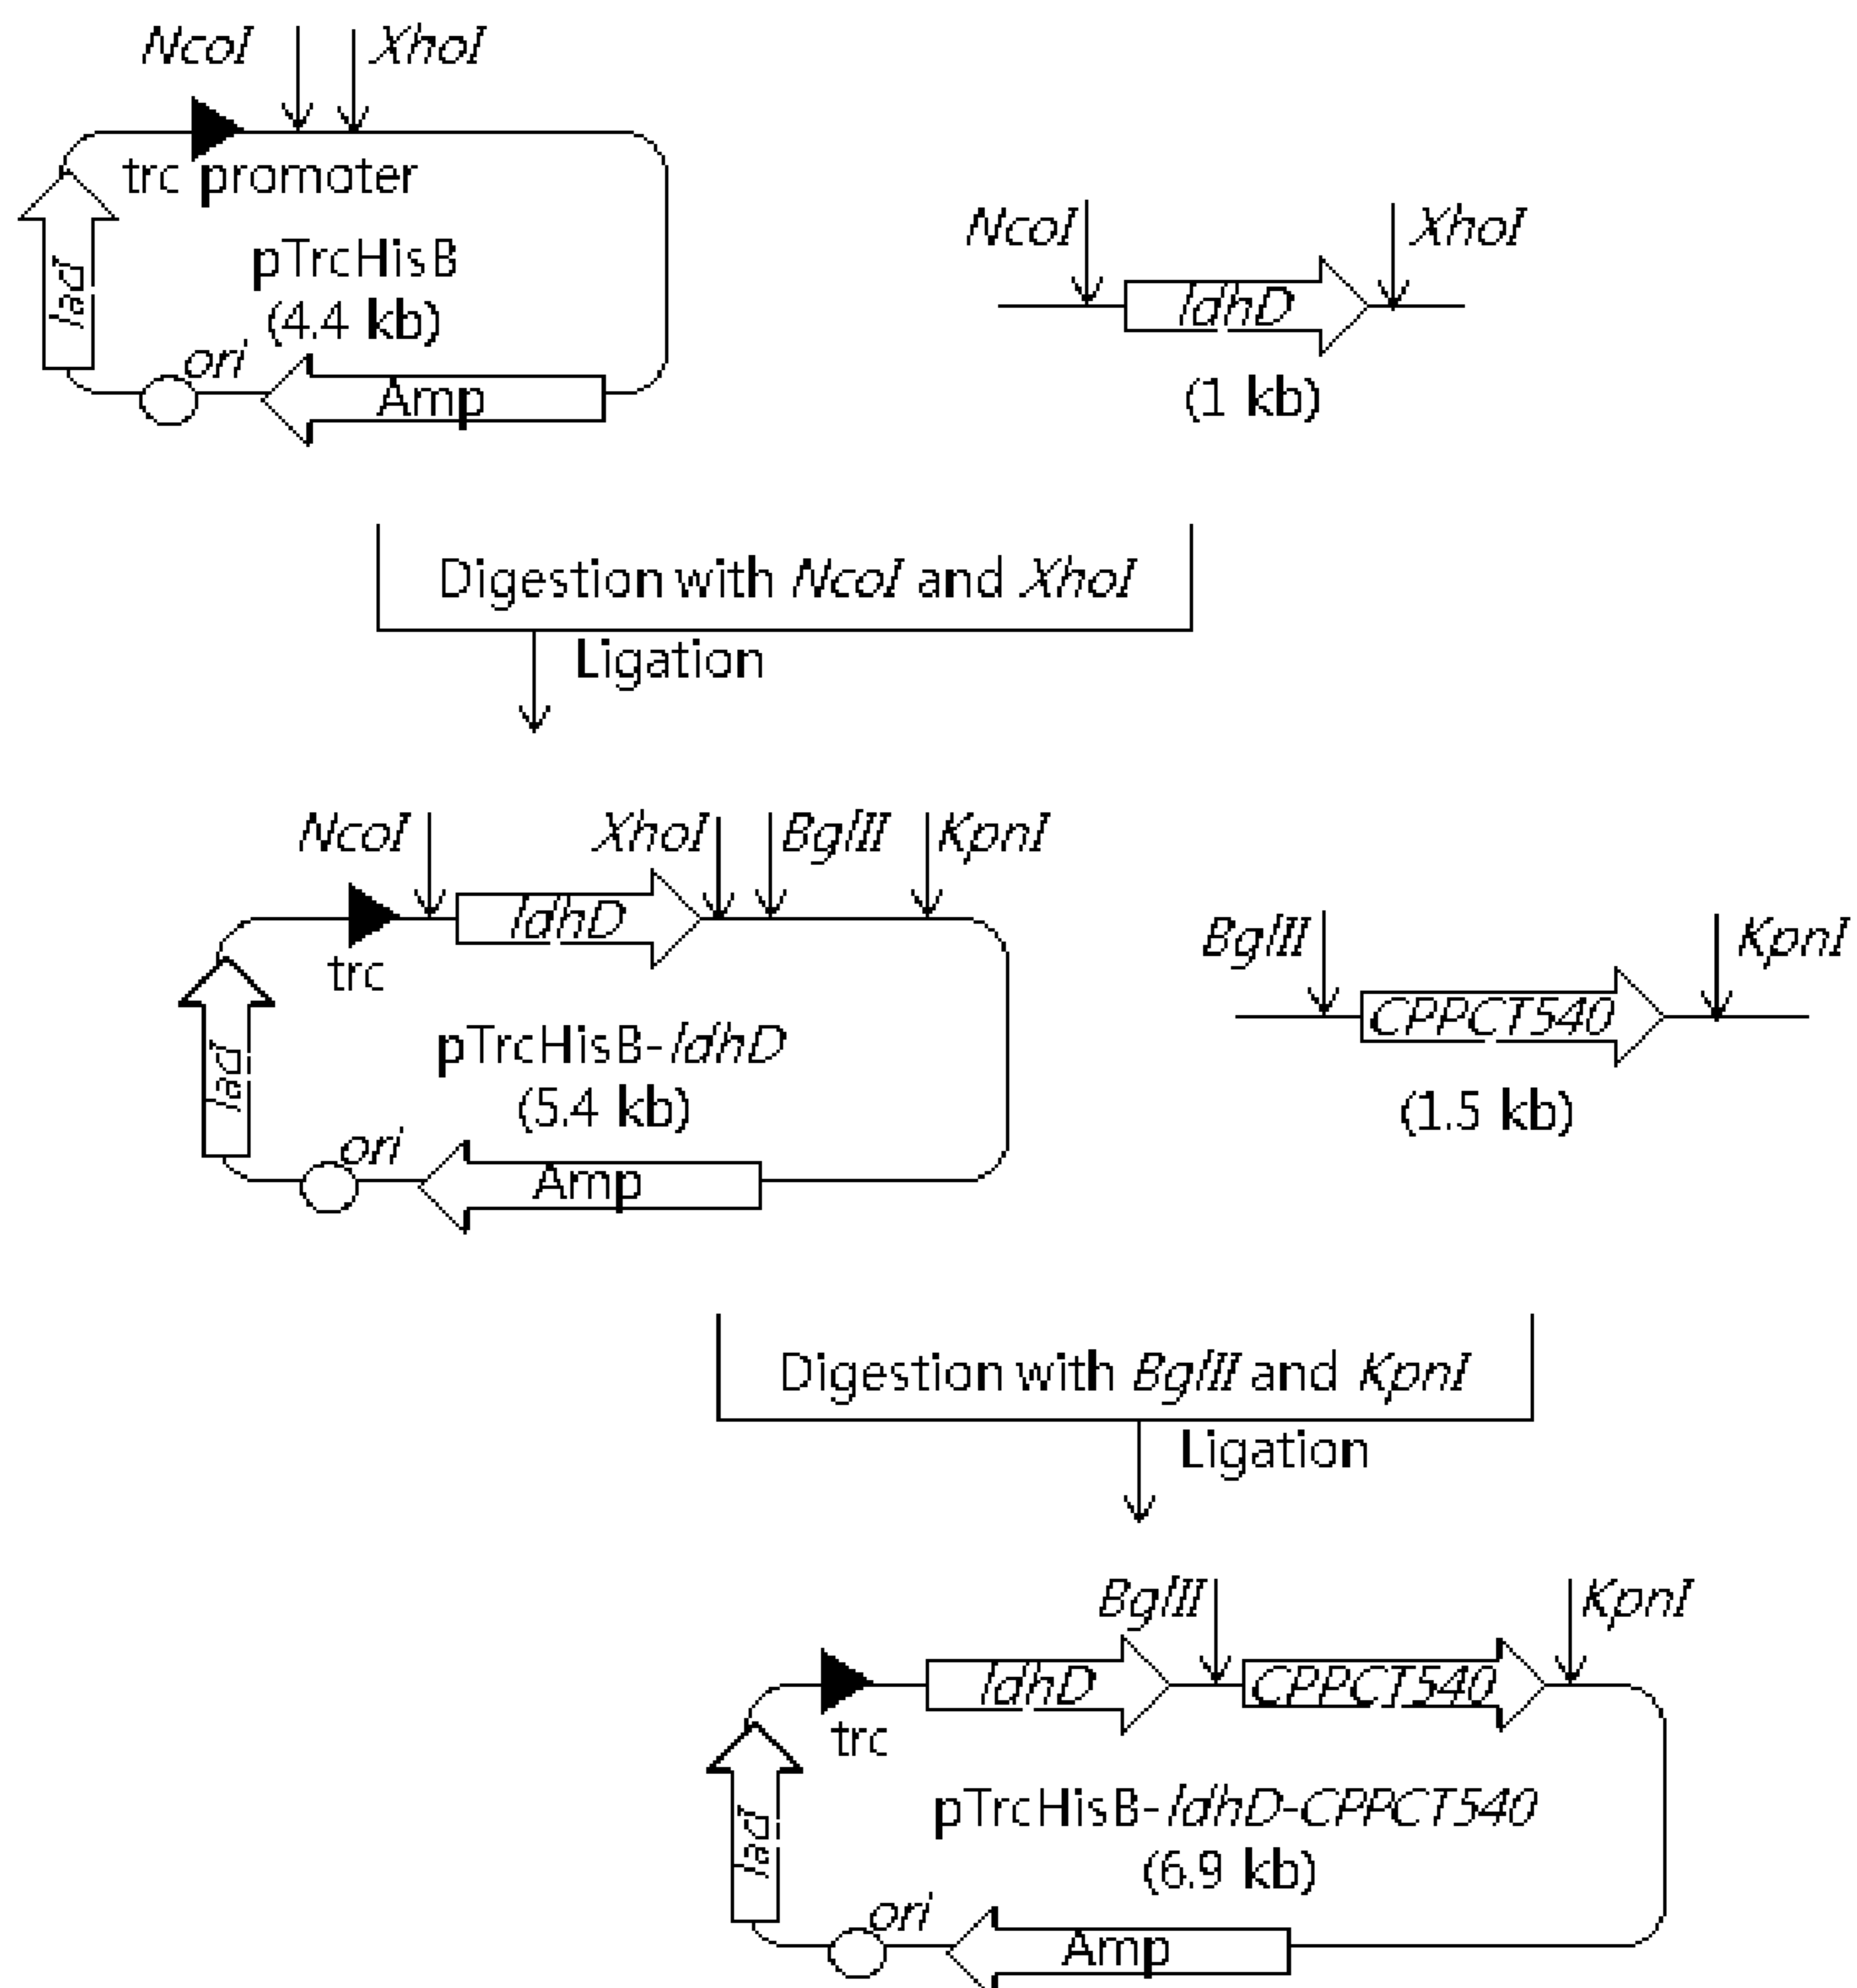 NcoI XhoI
trc promoter
lacI
pTrcHisB
(4.4 kb)
ori
Amp
NcoI XhoI
ldhD
(1 kb)
Digestion with NcoI and XhoI
Ligation
NcoI XhoI BglII KpnI
ldhD
trc
lacI
pTrcHisB-ldhD
(5.4 kb)
ori
Amp
BglII KpnI
CPPCT540
(1.5 kb)
Digestion with BglII and KpnI
Ligation
BglII KpnI
ldhD CPPCT540
trc
lacI
pTrcHisB-ldhD-CPPCT540
(6.9 kb)
ori
Amp